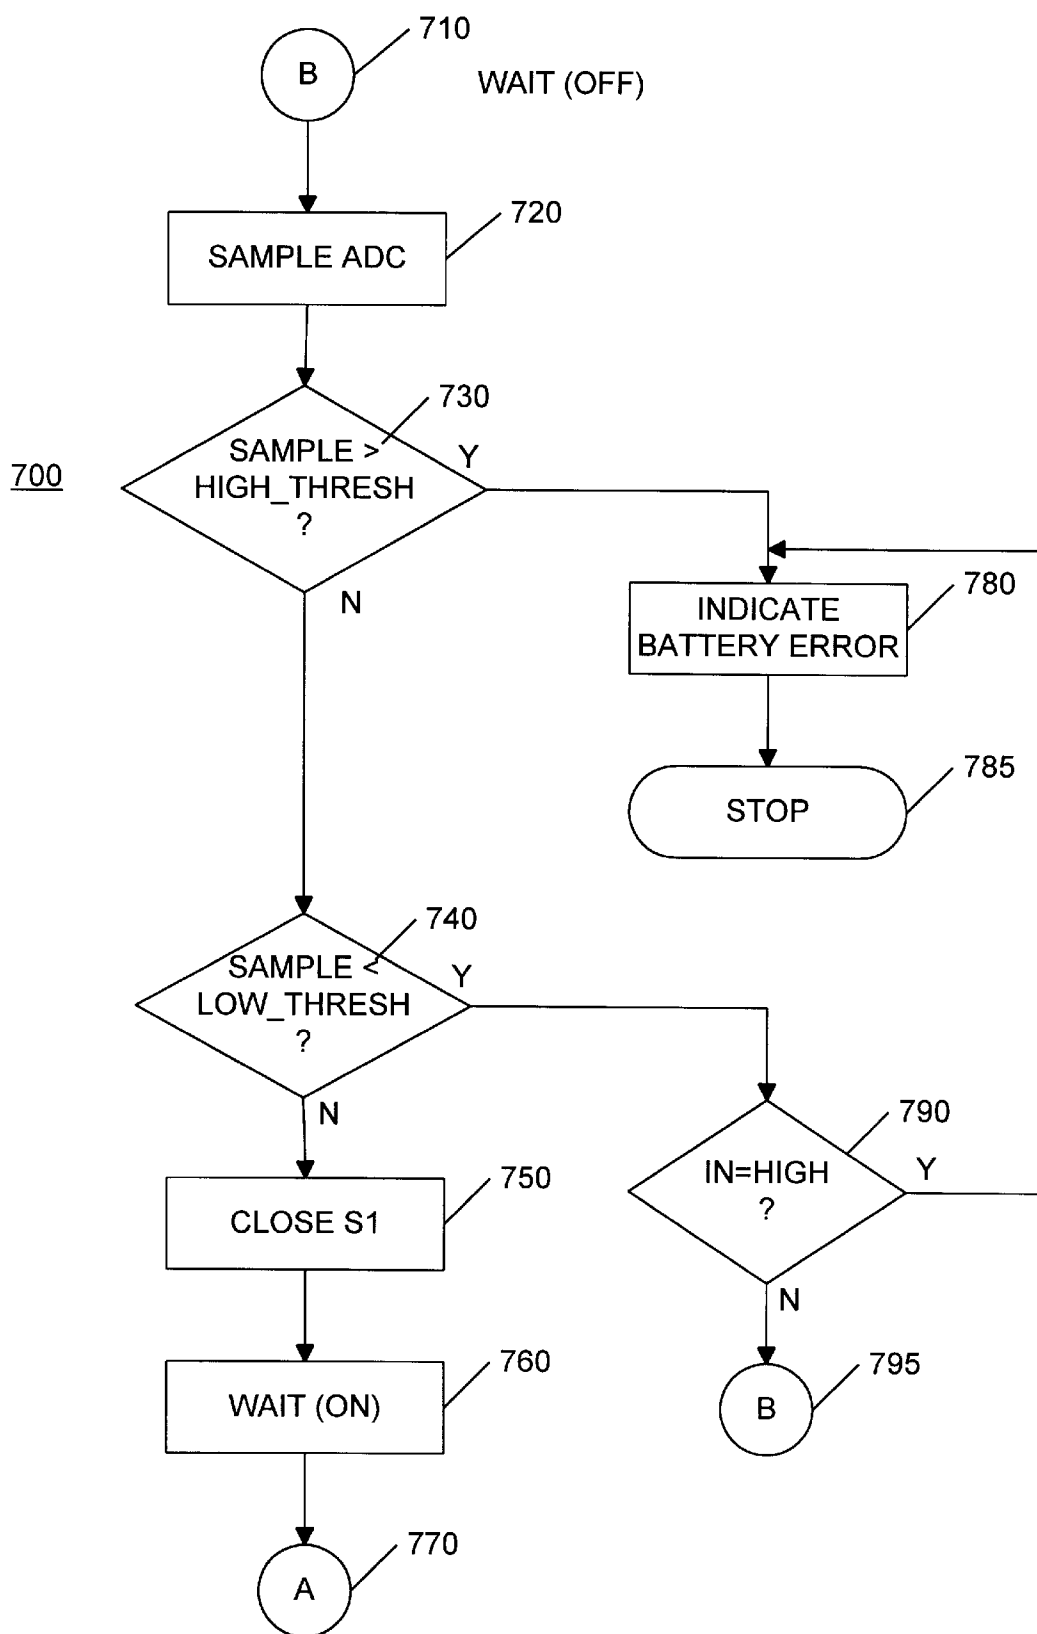 710
B
WAIT (OFF)
720
SAMPLE ADC
730
SAMPLE >
Y
700
HIGH_THRESH
?
N
780
INDICATE
BATTERY ERROR
785
STOP
740
SAMPLE <
Y
LOW_THRESH
?
N
790
IN=HIGH
Y
?
750
CLOSE S1
N
760
WAIT (ON)
795
B
770
A